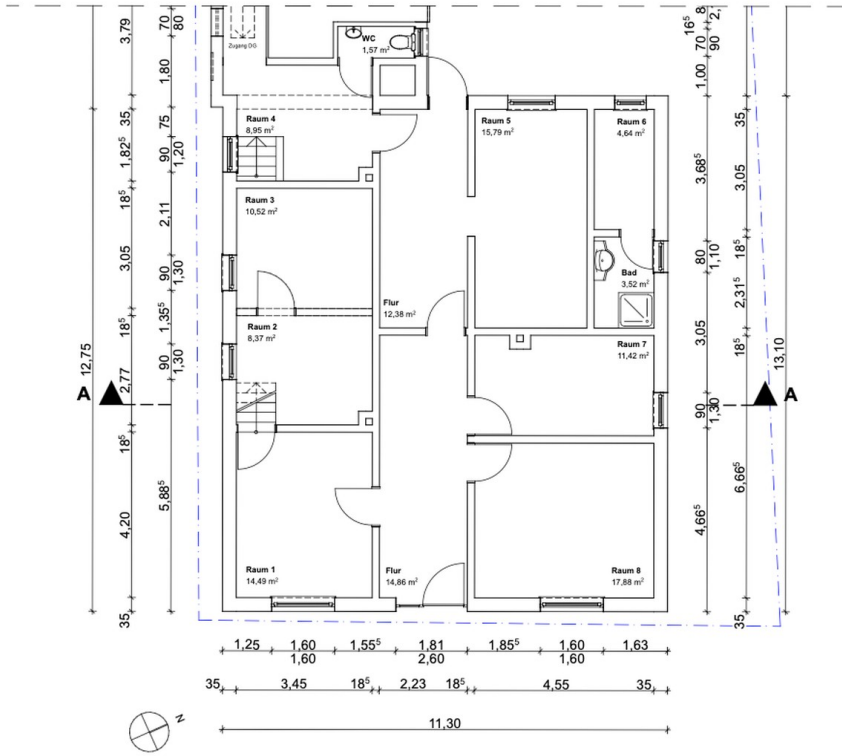 Zugang DG
WC
1,57 m²
Raum 4
8,95 m²
Raum 5
15,79 m²
Raum 6
4,64 m²
Raum 3
10,52 m²
Bad
3,52 m²
Flur
12,38 m²
Raum 2
8,37 m²
Raum 7
11,42 m²
Raum 1
14,49 m²
Flur
14,86 m²
Raum 8
17,88 m²
A
A
12,75
3,79
35
1,82⁵
18⁵
3,05
18⁵
2,77
18⁵
4,20
35
70
80
1,80
75
90
1,20
2,11
90
1,30
1,35⁵
90
1,30
5,88⁵
16⁵
8
2,
70
90
1,00
3,68⁵
80
1,10
3,05
90
1,30
4,66⁵
35
3,05
18⁵
2,31⁵
18⁵
6,66⁵
35
13,10
1,25 1,60 1,55⁵ 1,81 1,85⁵ 1,60 1,63
1,60 2,60 1,60
35 3,45 18⁵ 2,23 18⁵ 4,55 35
11,30
N